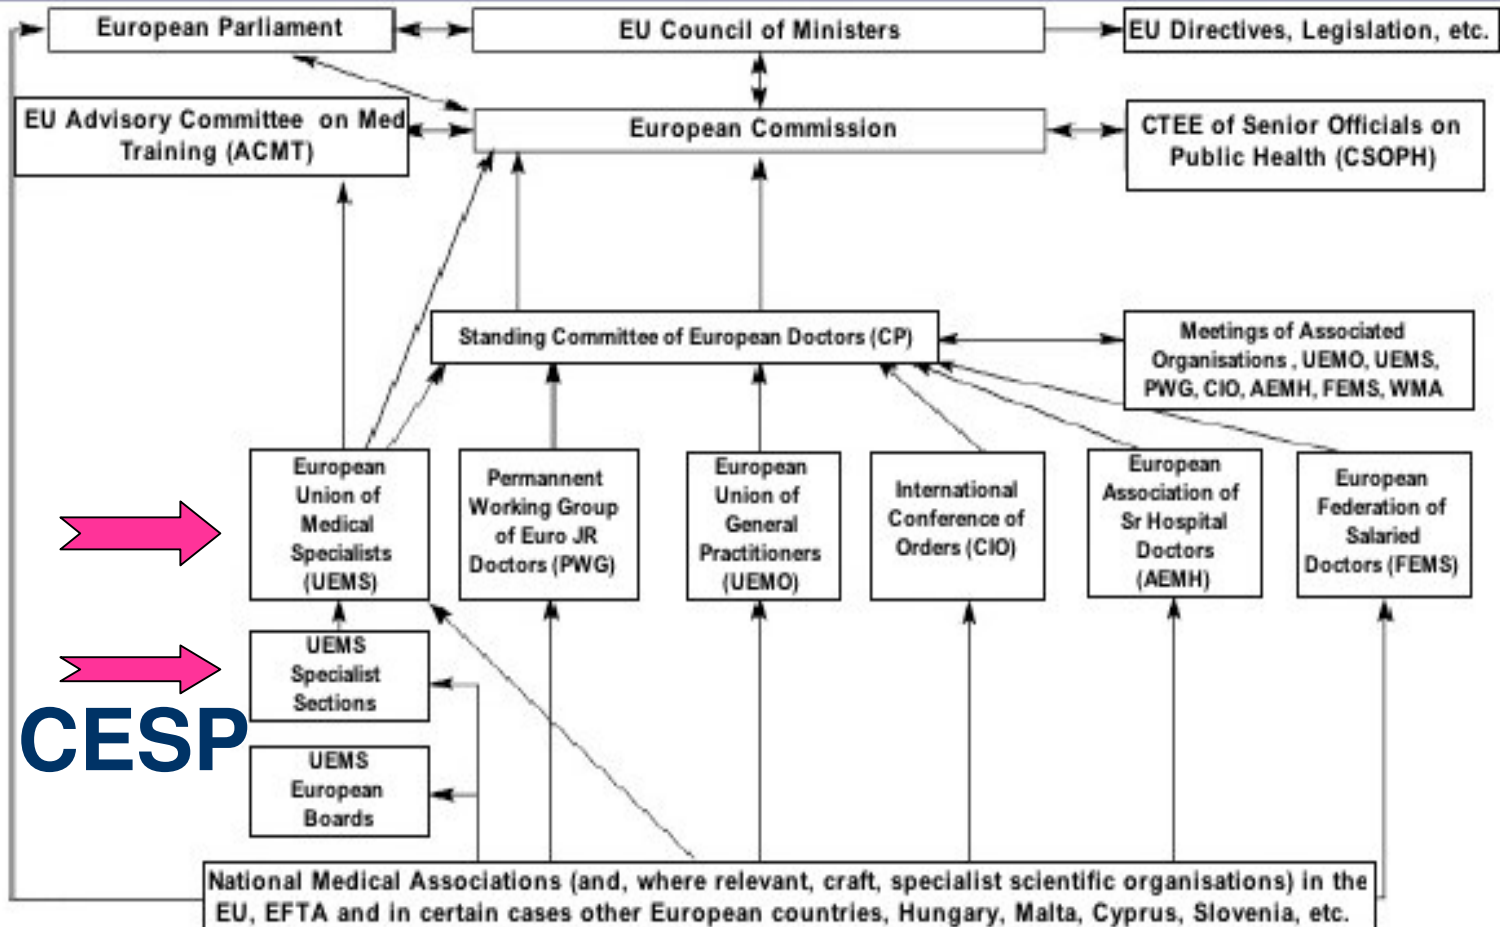 European Parliament
EU Council of Ministers
EU Directives, Legislation, etc.
EU Advisory Committee on Med
Training (ACMT)
European Commission
CTEE of Senior Officials on
Public Health (CSOPH)
Standing Committee of European Doctors (CP)
Meetings of Associated
Organisations , UEMO, UEMS,
PWG, CIO, AEMH, FEMS, WMA
European
Union of
Medical
Specialists
(UEMS)
Permannent
Working Group
of Euro JR
Doctors (PWG)
European
Union of
General
Practitioners
(UEMO)
International
Conference of
Orders (CIO)
European
Association of
Sr Hospital
Doctors
(AEMH)
European
Federation of
Salaried
Doctors (FEMS)
UEMS
Specialist
Sections
CESP
UEMS
European
Boards
National Medical Associations (and, where relevant, craft, specialist scientific organisations) in the
EU, EFTA and in certain cases other European countries, Hungary, Malta, Cyprus, Slovenia, etc.